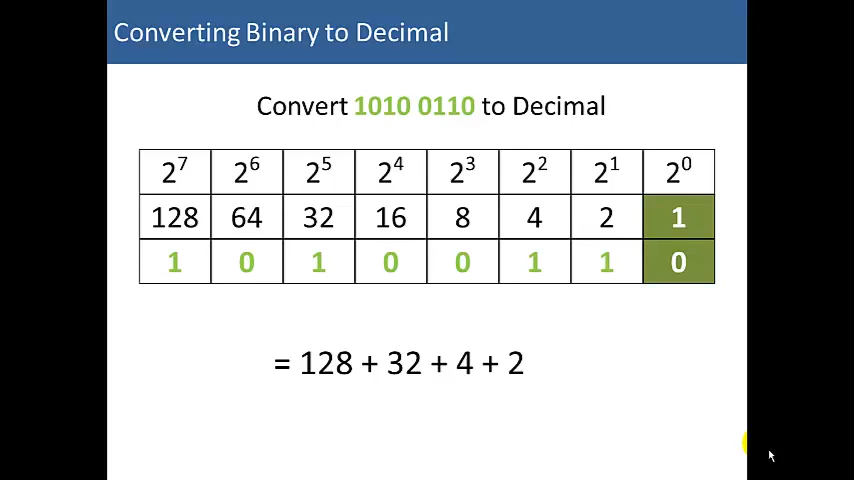 Converting Binary to Decimal
Convert 1010 0110 to Decimal
2⁷ 2⁶ 2⁵ 2⁴ 2³ 2² 2¹ 2⁰
128 64 32 16 8 4 2 1
1 0 1 0 0 1 1 0
= 128 + 32 + 4 + 2